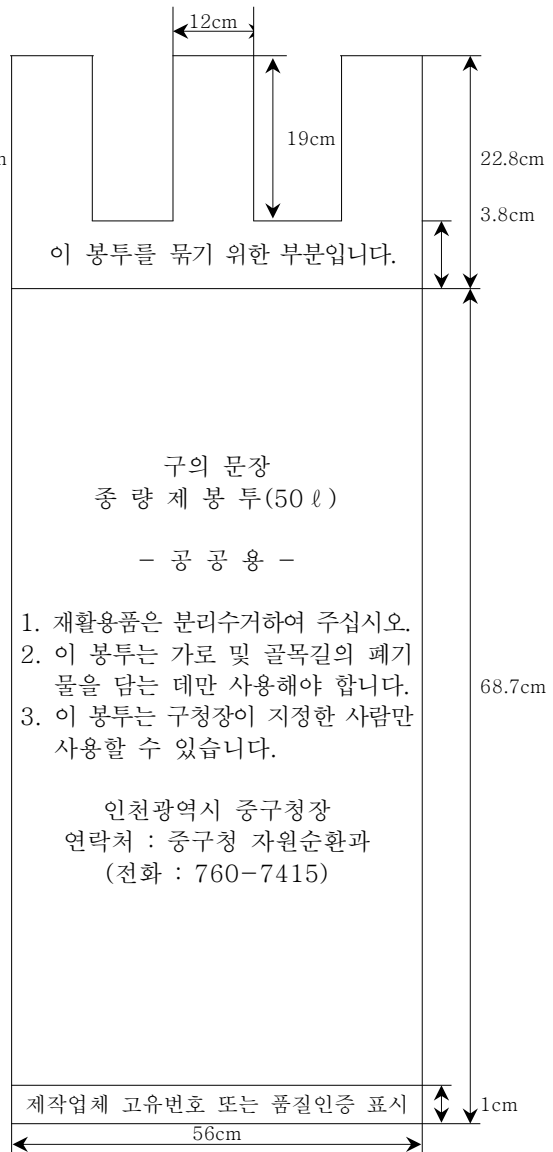 12cm
19cm
22.8cm
3.8cm
이 봉투를 묶기 위한 부분입니다.
구의 문장
종 량 제 봉 투(50ℓ)
- 공 공 용 -
1. 재활용품은 분리수거하여 주십시오.
2. 이 봉투는 가로 및 골목길의 폐기
물을 담는 데만 사용해야 합니다.
3. 이 봉투는 구청장이 지정한 사람만
사용할 수 있습니다.
68.7cm
인천광역시 중구청장
연락처 : 중구청 자원순환과
(전화 : 760-7415)
제작업체 고유번호 또는 품질인증 표시
1cm
56cm